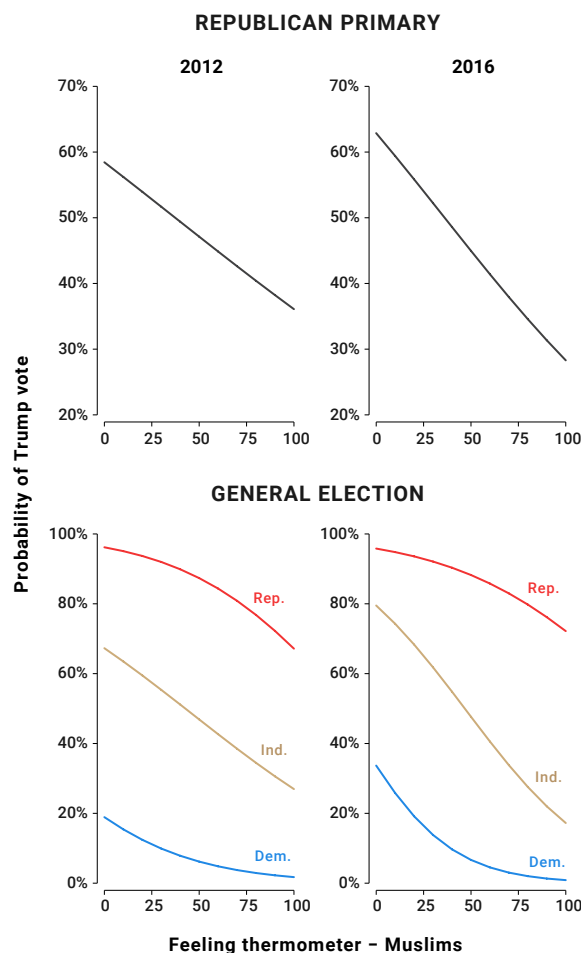 REPUBLICAN PRIMARY
2012 2016
70% 70%
60% 60%
50% 50%
40% 40%
30% 30%
20% 20%
0 25 50 75 100 0 25 50 75 100
Probability of Trump vote
GENERAL ELECTION
100% 100%
80% 80%
60% 60%
40% 40%
20% 20%
0% 0%
Rep. Rep.
Ind. Ind.
Dem. Dem.
0 25 50 75 100 0 25 50 75 100
Feeling thermometer – Muslims